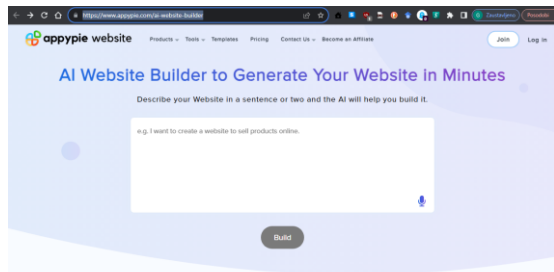 https://www.appypie.com/ai-website-builder
appypie website
Products Tools Templates Pricing Contact Us Become an Affiliate
Join Log in
AI Website Builder to Generate Your Website in Minutes
Describe your Website in a sentence or two and the AI will help you build it.
e.g. I want to create a website to sell products online.
Build